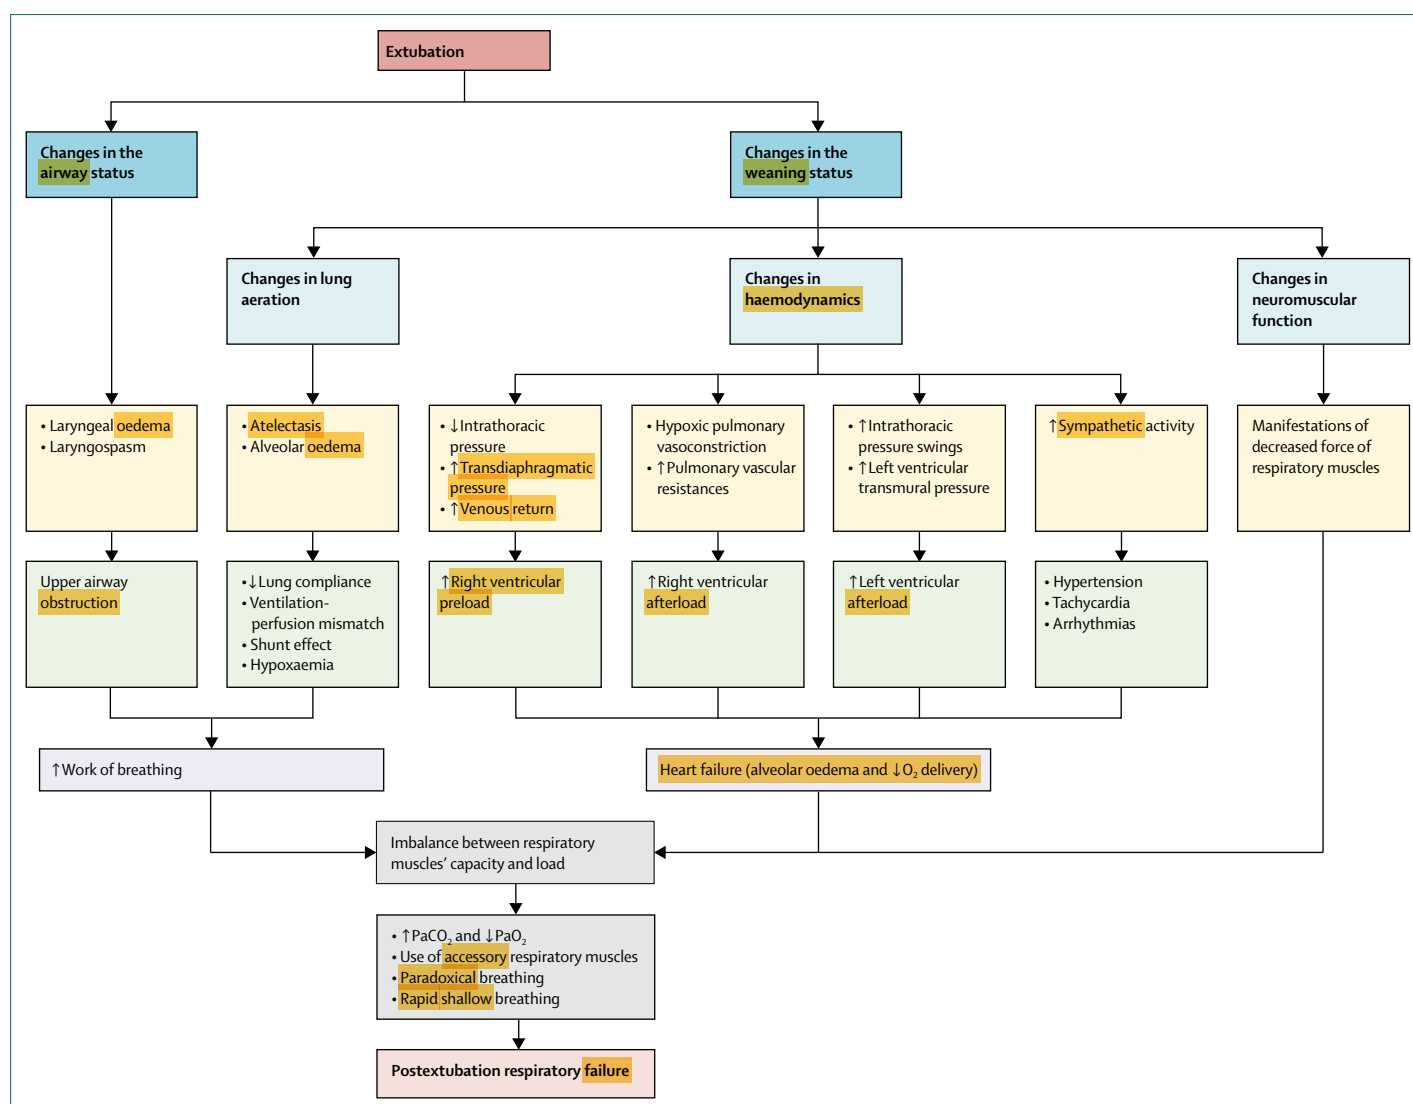 Extubation
Changes in the
airway status
Changes in the
weaning status
Changes in lung
aeration
Changes in
haemodynamics
Changes in
neuromuscular
function
• Laryngeal oedema
• Laryngospasm
• Atelectasis
• Alveolar oedema
• ↓Intrathoracic
pressure
• ↑Transdiaphragmatic
pressure
• ↑Venous return
• Hypoxic pulmonary
vasoconstriction
• ↑Pulmonary vascular
resistances
• ↑Intrathoracic
pressure swings
• ↑Left ventricular
transmural pressure
↑Sympathetic activity
Manifestations of
decreased force of
respiratory muscles
Upper airway
obstruction
• ↓Lung compliance
• Ventilation-
perfusion mismatch
• Shunt effect
• Hypoxaemia
↑Right ventricular
preload
↑Right ventricular
afterload
↑Left ventricular
afterload
• Hypertension
• Tachycardia
• Arrhythmias
↑Work of breathing
Heart failure (alveolar oedema and ↓O₂ delivery)
Imbalance between respiratory
muscles’ capacity and load
• ↑PaCO₂ and ↓PaO₂
• Use of accessory respiratory muscles
• Paradoxical breathing
• Rapid shallow breathing
Postextubation respiratory failure